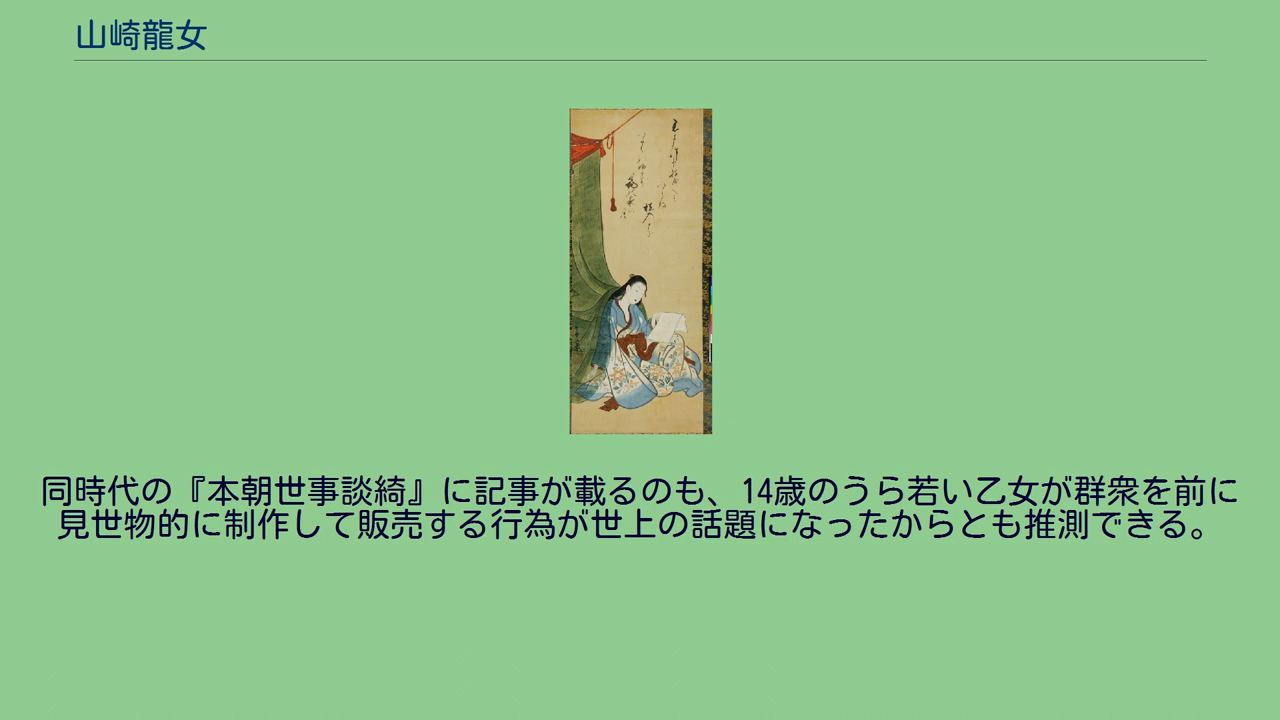 山崎龍女
同時代の『本朝世事談綺』に記事が載るのも、14歳のうら若い乙女が群衆を前に
見世物的に制作して販売する行為が世上の話題になったからとも推測できる。